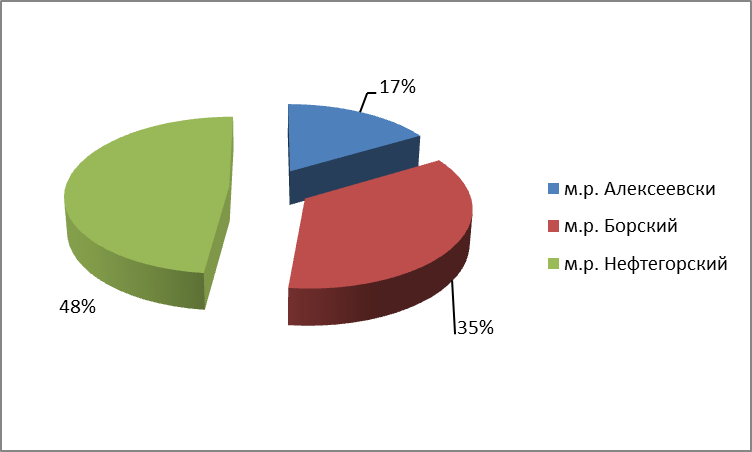 17%
м.р. Алексеевски
м.р. Борский
м.р. Нефтегорский
48%
35%